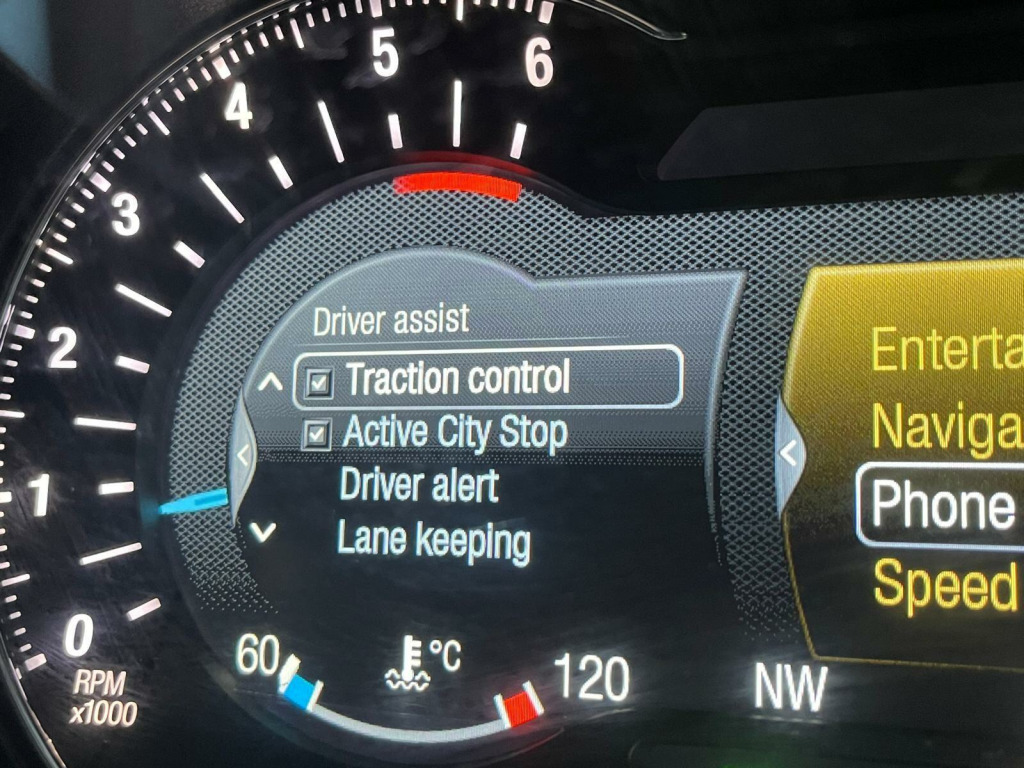 6
5
4
3
2
1
0
RPM
x1000
Driver assist
Traction control
Active City Stop
Driver alert
Lane keeping
60
°C
120
NW
Phone
Speed